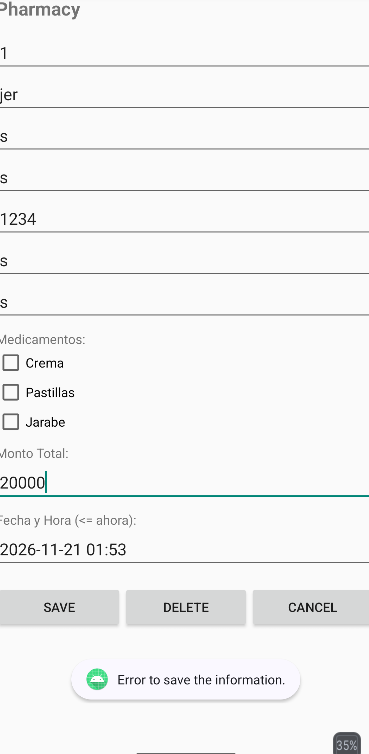 Pharmacy
1
jer
s
s
1234
s
s
Medicamentos:
Crema
Pastillas
Jarabe
Monto Total:
20000
Fecha y Hora (<= ahora):
2026-11-21 01:53
SAVE DELETE CANCEL
Error to save the information.
35%